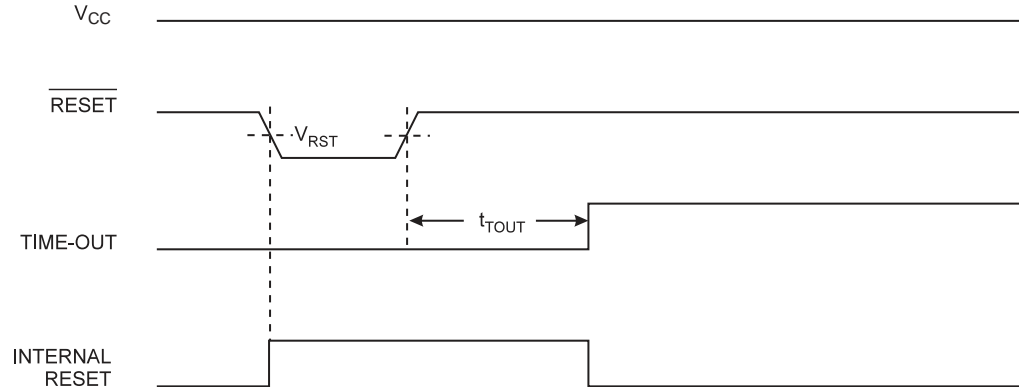 VCC
RESET
VRST
tTOUT
TIME-OUT
INTERNAL
RESET